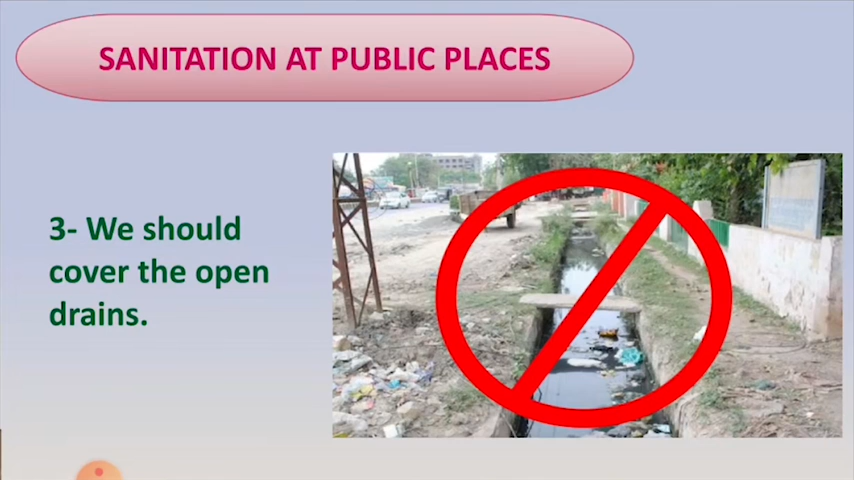 SANITATION AT PUBLIC PLACES
3- We should
cover the open
drains.